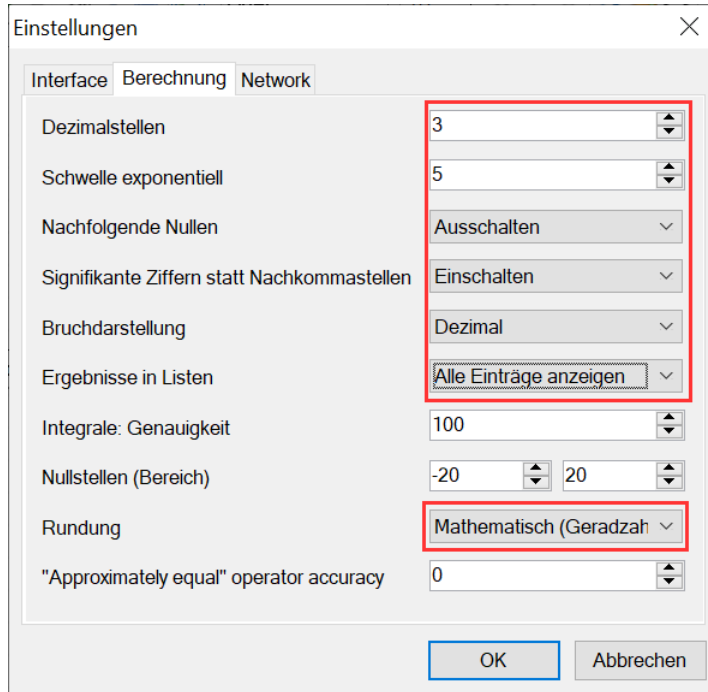 Einstellungen
Interface Berechnung Network
Dezimalstellen 3
Schwelle exponentiell 5
Nachfolgende Nullen Ausschalten
Signifikante Ziffern statt Nachkommastellen Einschalten
Bruchdarstellung Dezimal
Ergebnisse in Listen Alle Einträge anzeigen
Integrale: Genauigkeit 100
Nullstellen (Bereich) -20 20
Rundung Mathematisch (Geradzah
"Approximately equal" operator accuracy 0
OK Abbrechen